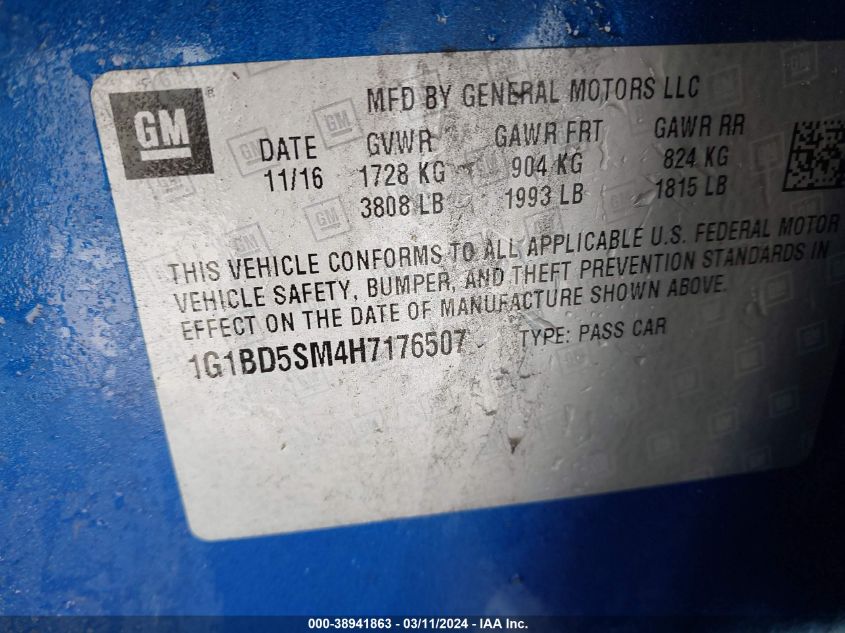 GM
MFD BY GENERAL MOTORS LLC
DATE GVWR GAWR FRT GAWR RR
11/16 1728 KG 904 KG 824 KG
3808 LB 1993 LB 1815 LB
THIS VEHICLE CONFORMS TO ALL APPLICABLE U.S. FEDERAL MOTOR
VEHICLE SAFETY, BUMPER, AND THEFT PREVENTION STANDARDS IN
EFFECT ON THE DATE OF MANUFACTURE SHOWN ABOVE.
1G1BD5SM4H7176507 TYPE: PASS CAR
000-38941863 - 03/11/2024 - IAA Inc.